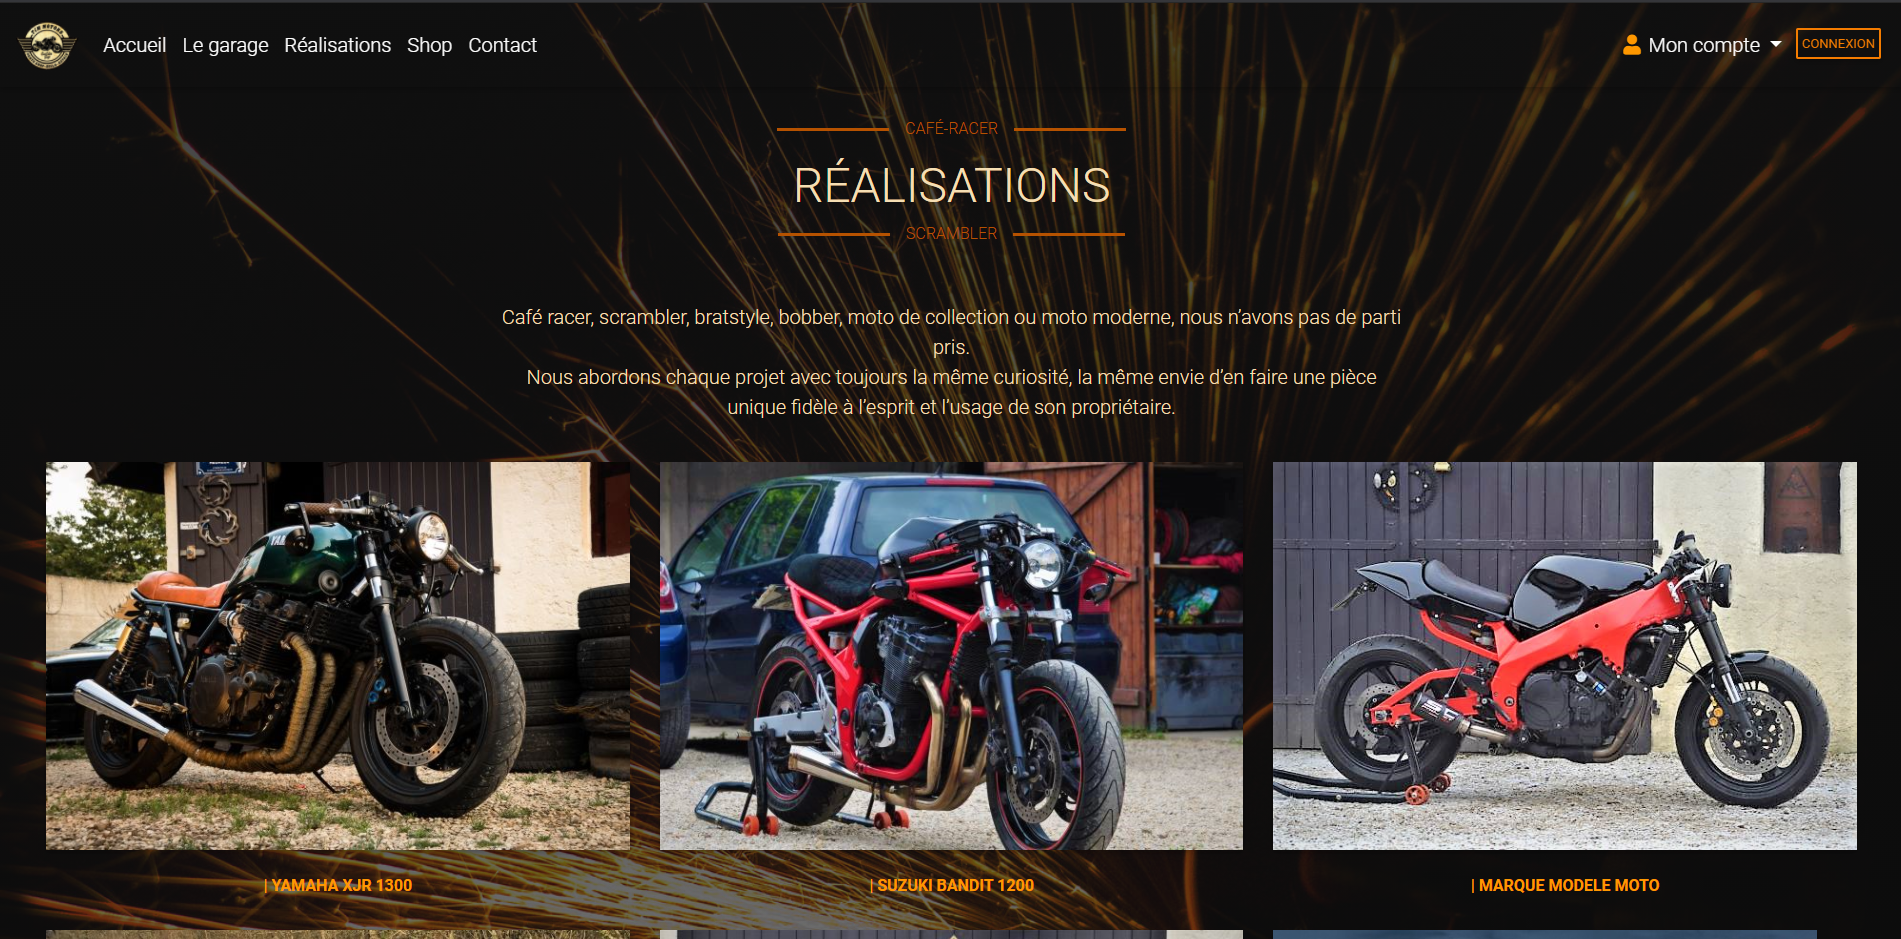 Accueil Le garage Réalisations Shop Contact
Mon compte
CONNEXION
CAFÉ-RACER
RÉALISATIONS
SCRAMBLER
Café racer, scrambler, bratstyle, bobber, moto de collection ou moto moderne, nous n’avons pas de parti
pris.
Nous abordons chaque projet avec toujours la même curiosité, la même envie d’en faire une pièce
unique fidèle à l’esprit et l’usage de son propriétaire.
| YAMAHA XJR 1300
| SUZUKI BANDIT 1200
| MARQUE MODELE MOTO